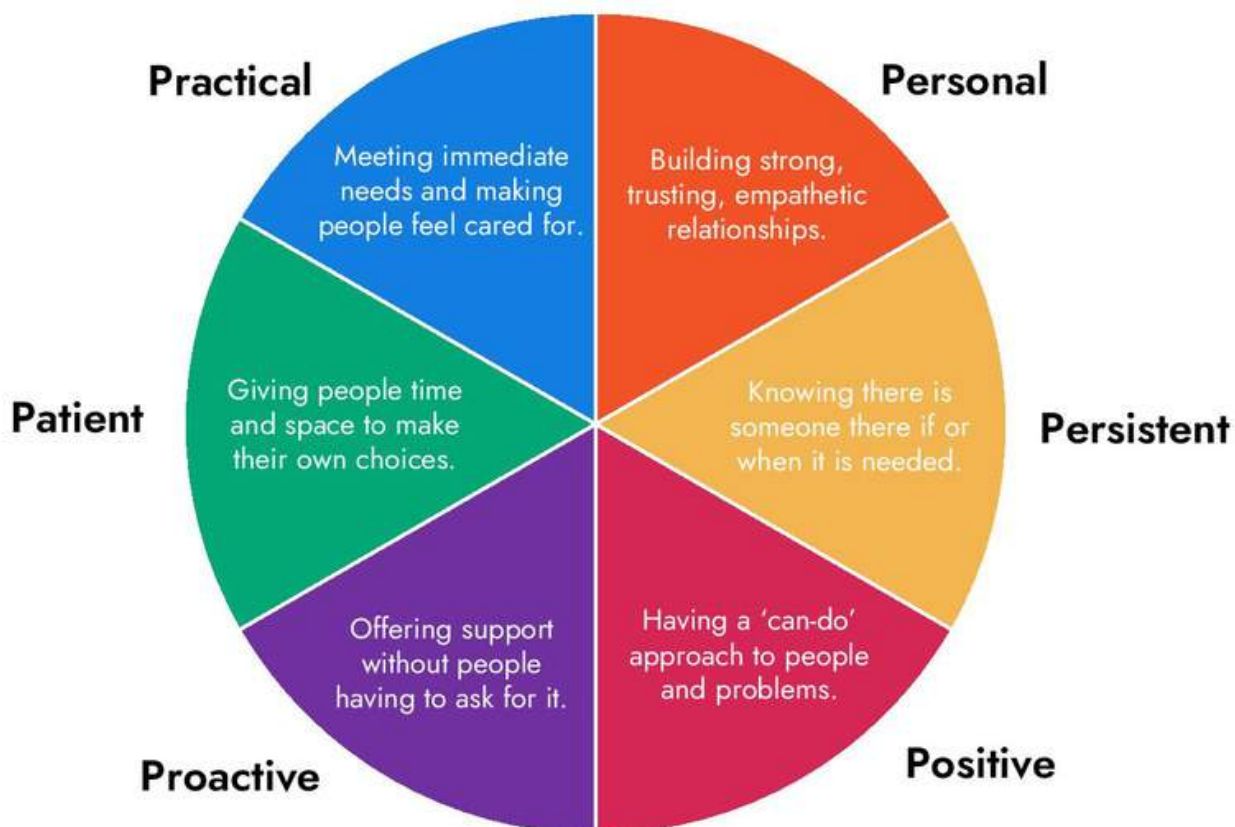 Practical
Meeting immediate
needs and making
people feel cared for.
Personal
Building strong,
trusting, empathetic
relationships.
Patient
Giving people time
and space to make
their own choices.
Persistent
Knowing there is
someone there if or
when it is needed.
Proactive
Offering support
without people
having to ask for it.
Positive
Having a ‘can-do’
approach to people
and problems.